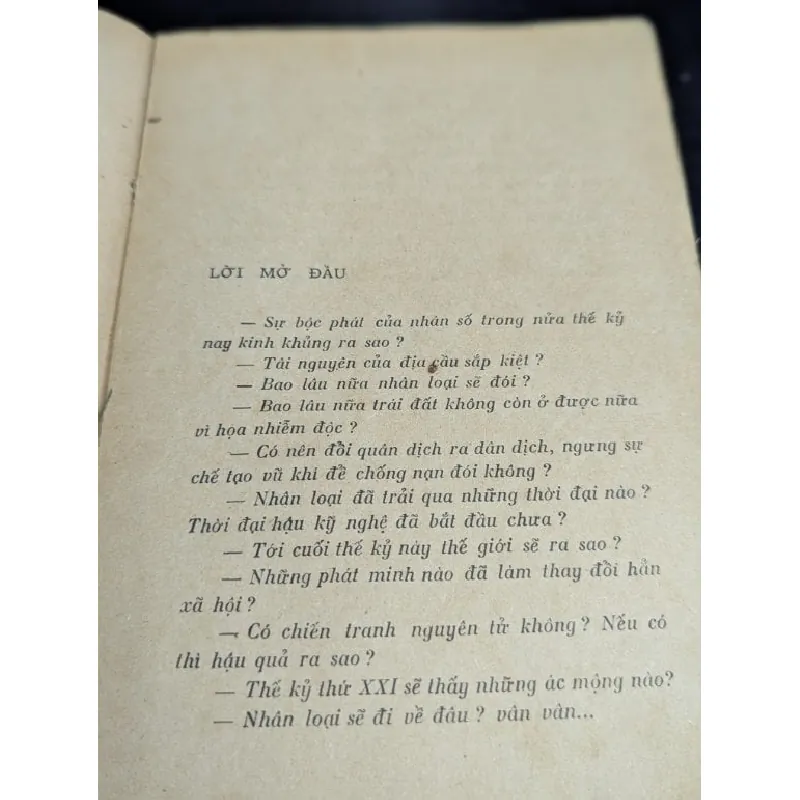 LỜI MỞ ĐẦU
— Sự bộc phát của nhân số trong nửa thế kỷ
nay kinh khủng ra sao ?
— Tài nguyên của địa cầu sắp kiệt ?
— Bao lâu nữa nhân loại sẽ đói ?
— Bao lâu nữa trái đất không còn ở được nữa
vì họa nhiễm độc ?
— Có nên đổi quân dịch ra dân dịch, ngưng sự
chế tạo vũ khí để chống nạn đói không ?
— Nhân loại đã trải qua những thời đại nào ?
Thời đại hậu kỹ nghệ đã bắt đầu chưa ?
— Tới cuối thế kỷ này thế giới sẽ ra sao ?
— Những phát minh nào đã làm thay đổi hẳn
xã hội ?
— Có chiến tranh nguyên tử không ? Nếu có
thì hậu quả ra sao ?
— Thế kỷ thứ XXI sẽ thấy những ác mộng nào?
— Nhân loại sẽ đi về đâu ? vân vân...